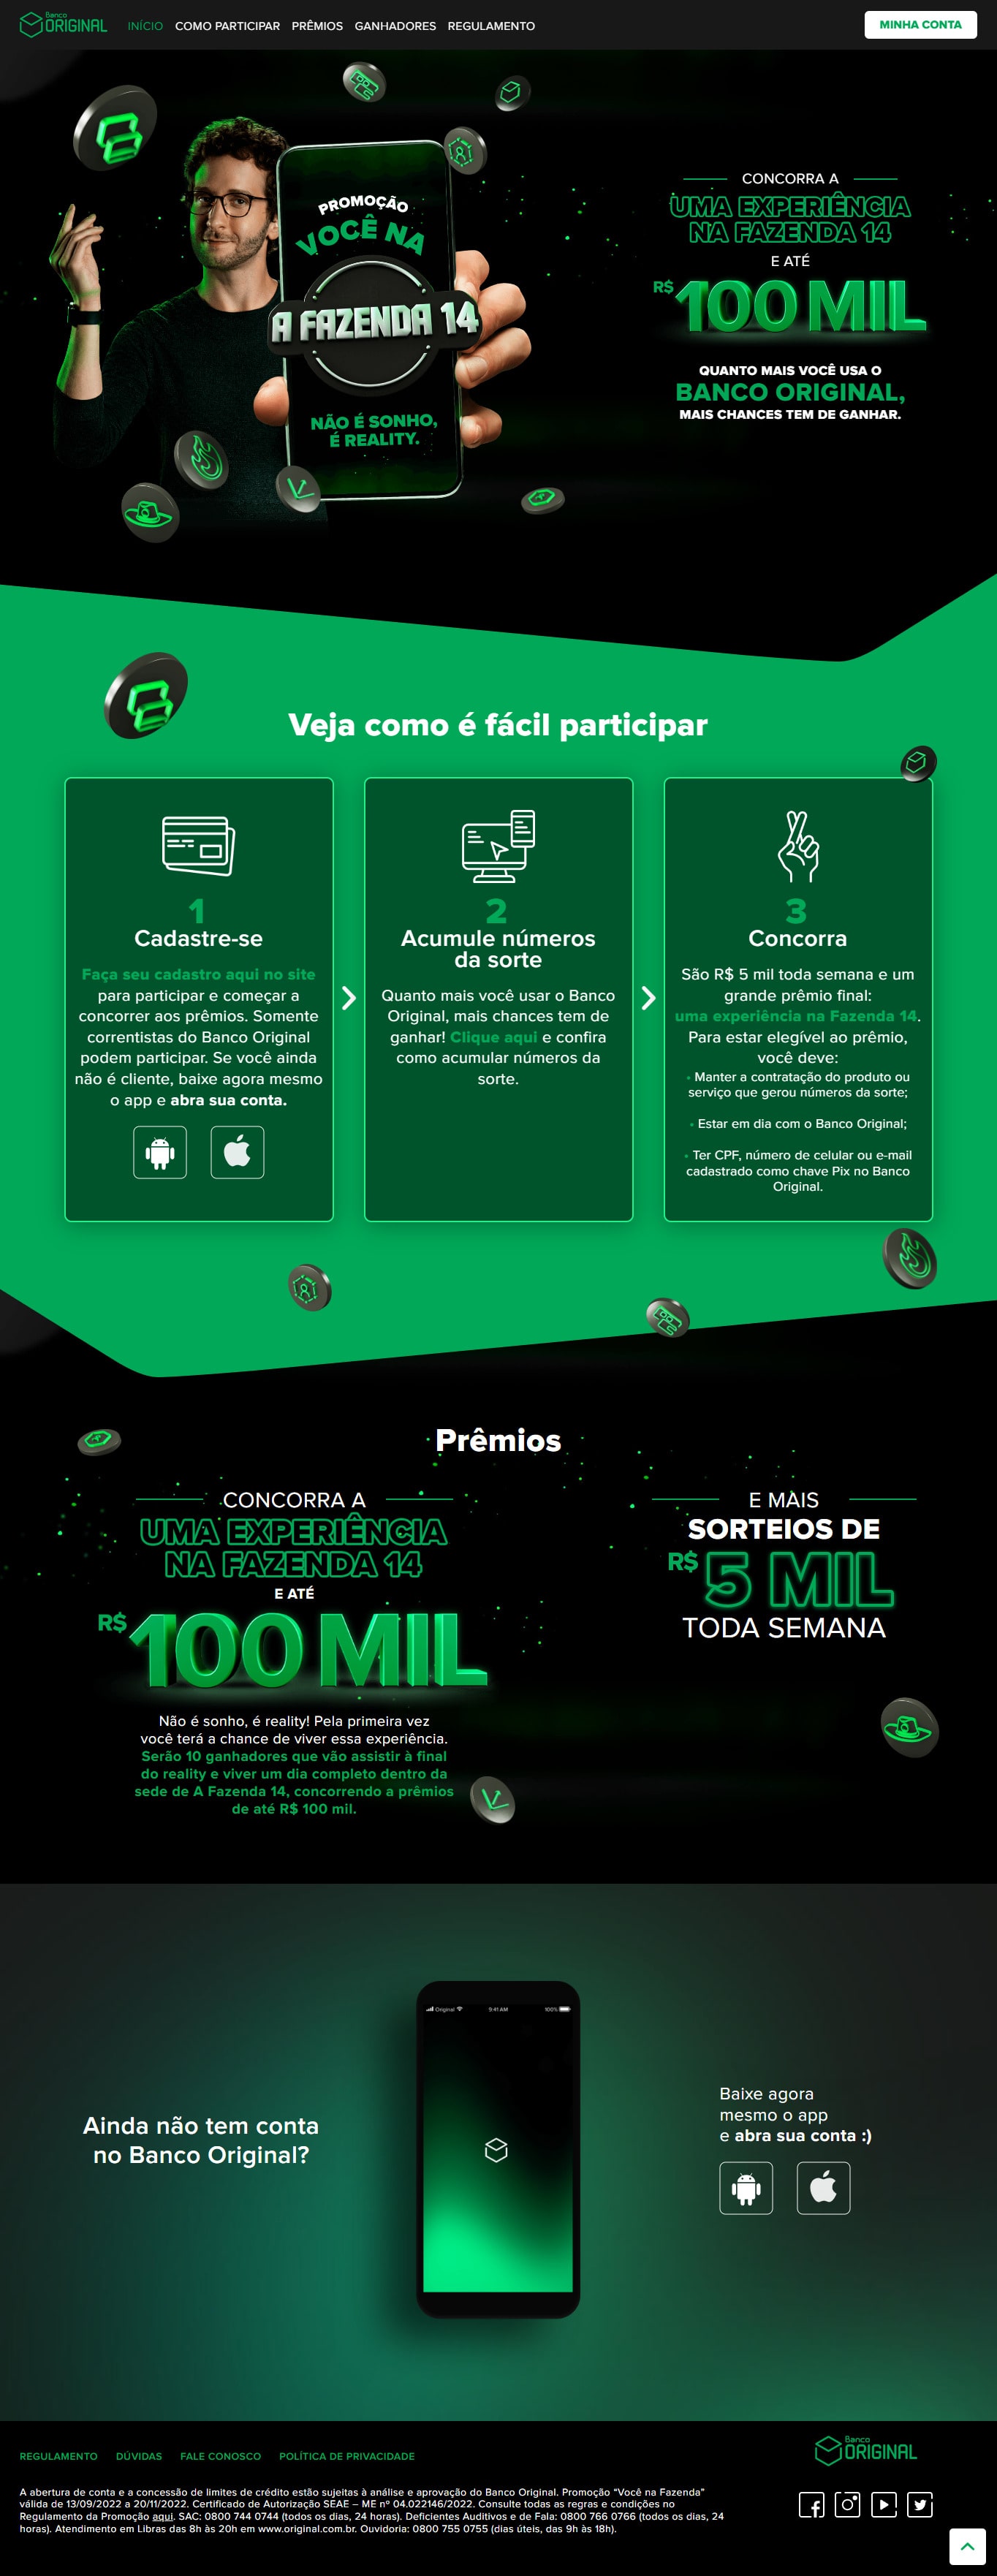 Banco
ORIGINAL
INÍCIO COMO PARTICIPAR PRÊMIOS GANHADORES REGULAMENTO
MINHA CONTA
PROMOÇÃO
VOCÊ NA
A FAZENDA 14
NÃO É SONHO,
É REALITY.
CONCORRA A
UMA EXPERIÊNCIA
NA FAZENDA 14
E ATÉ
R$ 100 MIL
QUANTO MAIS VOCÊ USA O
BANCO ORIGINAL,
MAIS CHANCES TEM DE GANHAR.
Veja como é fácil participar
1
Cadastre-se
Faça seu cadastro aqui no site
para participar e começar a
concorrer aos prêmios. Somente
correntistas do Banco Original
podem participar. Se você ainda
não é cliente, baixe agora mesmo
o app e abra sua conta.
2
Acumule números
da sorte
Quanto mais você usar o Banco
Original, mais chances tem de
ganhar! Clique aqui e confira
como acumular números da
sorte.
3
Concorra
São R$ 5 mil toda semana e um
grande prêmio final:
uma experiência na Fazenda 14.
Para estar elegível ao prêmio,
você deve:
• Manter a contratação do produto ou
serviço que gerou números da sorte;
• Estar em dia com o Banco Original;
• Ter CPF, número de celular ou e-mail
cadastrado como chave Pix no Banco
Original.
Prêmios
CONCORRA A
UMA EXPERIÊNCIA
NA FAZENDA 14
E ATÉ
R$ 100 MIL
Não é sonho, é reality! Pela primeira vez
você terá a chance de viver essa experiência.
Serão 10 ganhadores que vão assistir à final
do reality e viver um dia completo dentro da
sede de A Fazenda 14, concorrendo a prêmios
de até R$ 100 mil.
E MAIS
SORTEIOS DE
R$ 5 MIL
TODA SEMANA
Ainda não tem conta
no Banco Original?
Original 9:41 AM 100%
Baixe agora
mesmo o app
e abra sua conta :)
REGULAMENTO DÚVIDAS FALE CONOSCO POLÍTICA DE PRIVACIDADE
A abertura de conta e a concessão de limites de crédito estão sujeitas à análise e aprovação do Banco Original. Promoção “Você na Fazenda”
válida de 13/09/2022 a 20/11/2022. Certificado de Autorização SEAE – ME nº 04.022146/2022. Consulte todas as regras e condições no
Regulamento da Promoção aqui. SAC: 0800 744 0744 (todos os dias, 24 horas). Deficientes Auditivos e de Fala: 0800 766 0766 (todos os dias, 24
horas). Atendimento em Libras das 8h às 20h em www.original.com.br. Ouvidoria: 0800 755 0755 (dias úteis, das 9h às 18h).
Banco
ORIGINAL